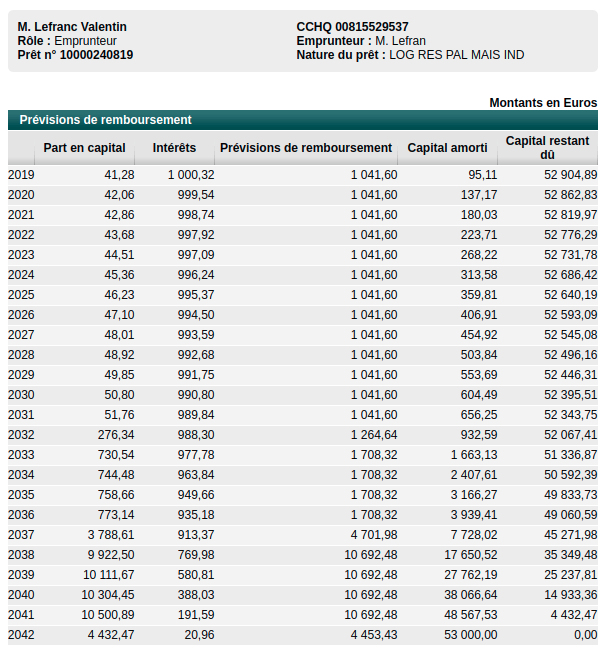 M. Lefranc Valentin CCHQ 00815529537
Rôle : Emprunteur Emprunteur : M. Lefran
Prêt n° 10000240819 Nature du prêt : LOG RES PAL MAIS IND
Montants en Euros
Prévisions de remboursement
Part en capital Intérêts Prévisions de remboursement Capital amorti Capital restant dû
2019 41,28 1 000,32 1 041,60 95,11 52 904,89
2020 42,06 999,54 1 041,60 137,17 52 862,83
2021 42,86 998,74 1 041,60 180,03 52 819,97
2022 43,68 997,92 1 041,60 223,71 52 776,29
2023 44,51 997,09 1 041,60 268,22 52 731,78
2024 45,36 996,24 1 041,60 313,58 52 686,42
2025 46,23 995,37 1 041,60 359,81 52 640,19
2026 47,10 994,50 1 041,60 406,91 52 593,09
2027 48,01 993,59 1 041,60 454,92 52 545,08
2028 48,92 992,68 1 041,60 503,84 52 496,16
2029 49,85 991,75 1 041,60 553,69 52 446,31
2030 50,80 990,80 1 041,60 604,49 52 395,51
2031 51,76 989,84 1 041,60 656,25 52 343,75
2032 276,34 988,30 1 264,64 932,59 52 067,41
2033 730,54 977,78 1 708,32 1 663,13 51 336,87
2034 744,48 963,84 1 708,32 2 407,61 50 592,39
2035 758,66 949,66 1 708,32 3 166,27 49 833,73
2036 773,14 935,18 1 708,32 3 939,41 49 060,59
2037 3 788,61 913,37 4 701,98 7 728,02 45 271,98
2038 9 922,50 769,98 10 692,48 17 650,52 35 349,48
2039 10 111,67 580,81 10 692,48 27 762,19 25 237,81
2040 10 304,45 388,03 10 692,48 38 066,64 14 933,36
2041 10 500,89 191,59 10 692,48 48 567,53 4 432,47
2042 4 432,47 20,96 4 453,43 53 000,00 0,00